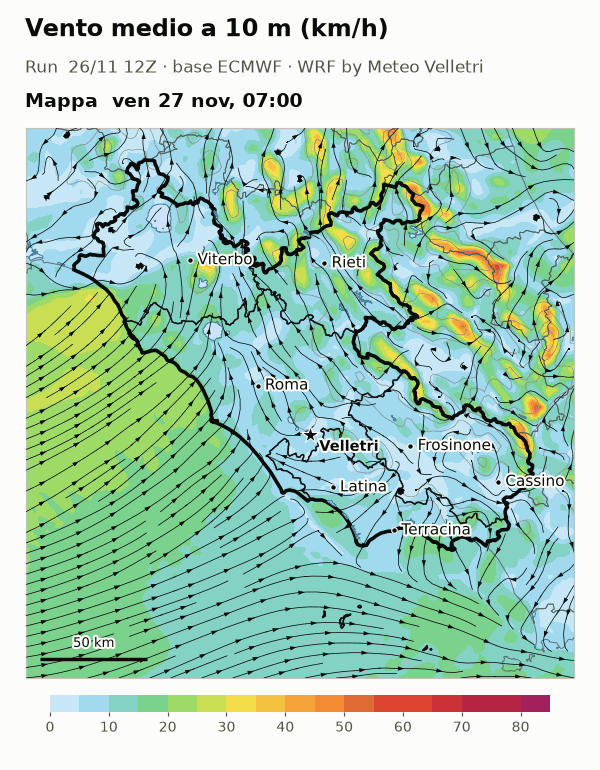 Vento medio a 10 m (km/h)
Run  26/11 12Z · base ECMWF · WRF by Meteo Velletri
Mappa  ven 27 nov, 07:00
Viterbo
Rieti
Roma
Velletri
Frosinone
Cassino
Latina
Terracina
50 km
0 10 20 30 40 50 60 70 80